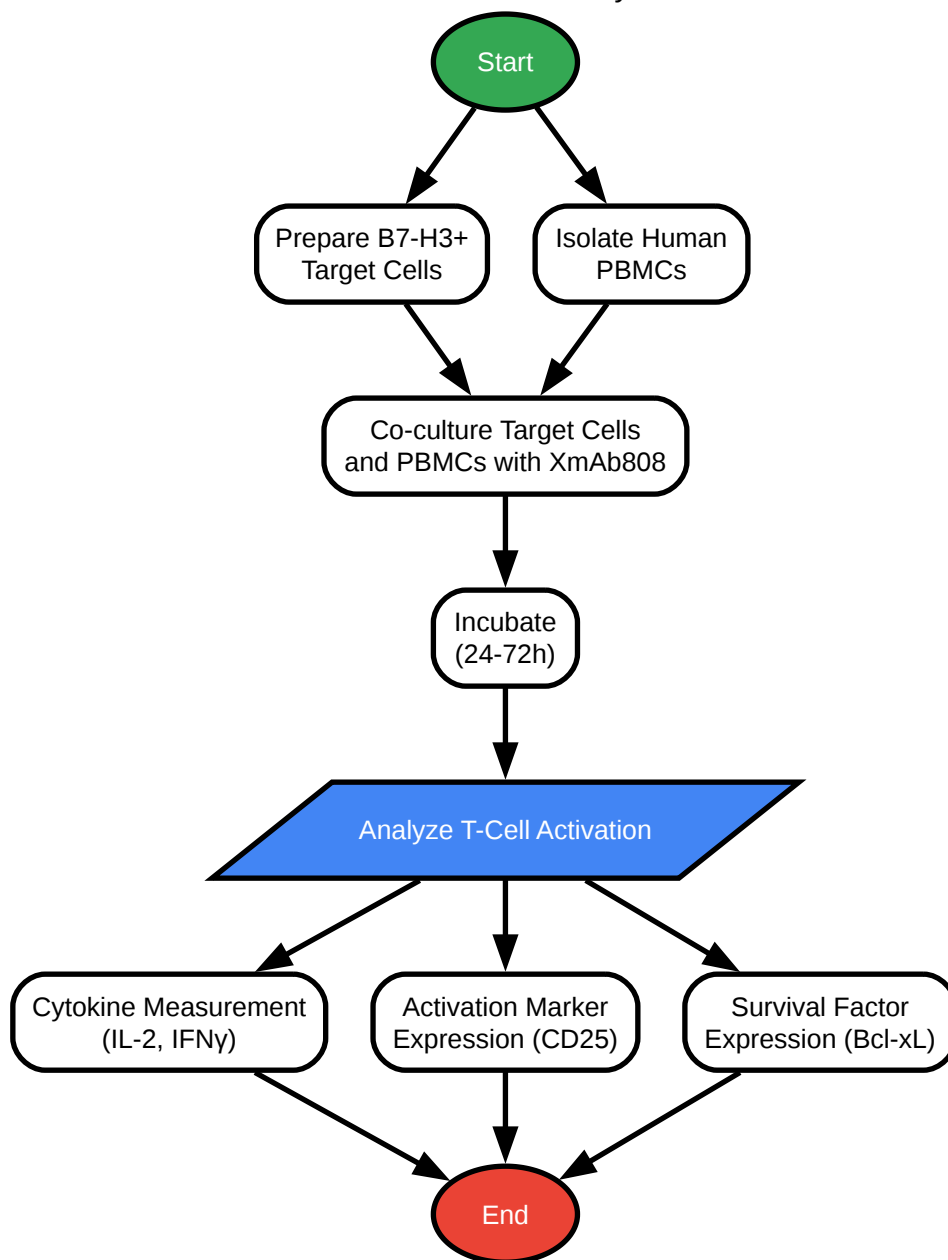 Start
Prepare B7-H3+
Target Cells
Isolate Human
PBMCs
Co-culture Target Cells
and PBMCs with XmAb808
Incubate
(24-72h)
Analyze T-Cell Activation
Cytokine Measurement
(IL-2, IFNγ)
Activation Marker
Expression (CD25)
Survival Factor
Expression (Bcl-xL)
End